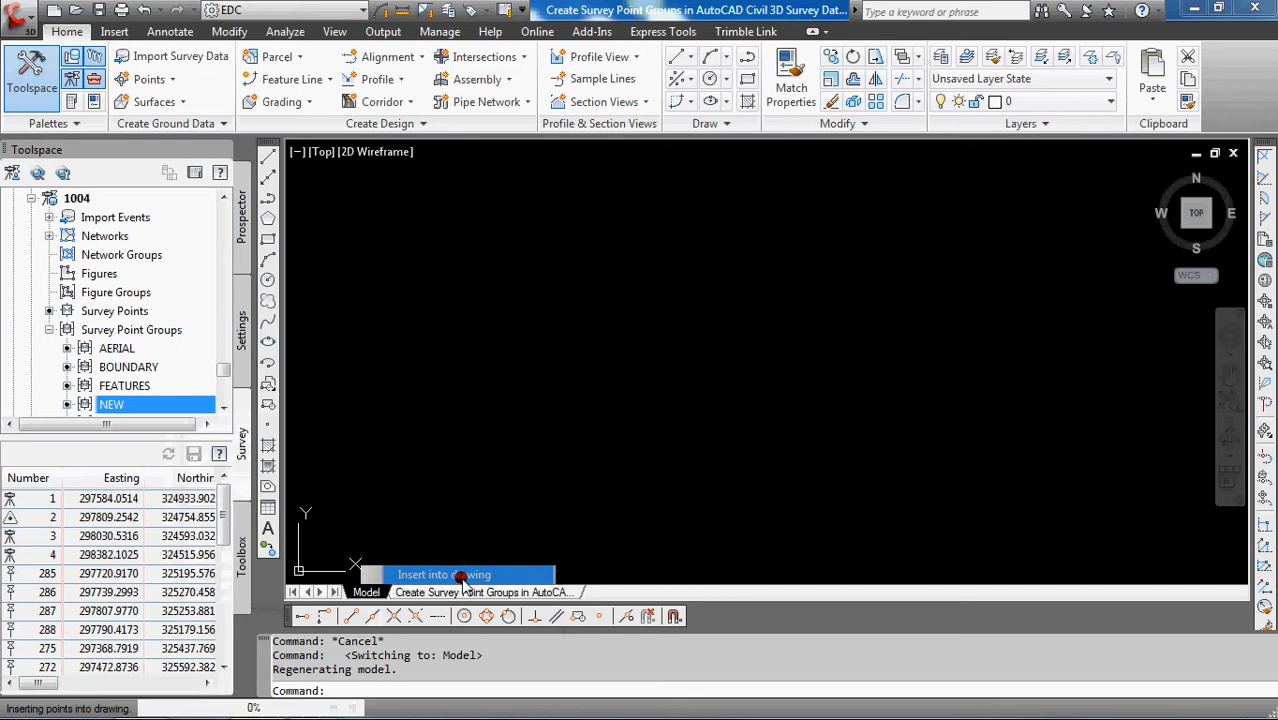 EDC
Create Survey Point Groups in AutoCAD Civil 3D Survey Dat...
Type a keyword or phrase
3D
Home Insert Annotate Modify Analyze View Output Manage Help Online Add-Ins Express Tools Trimble Link
Toolspace
Import Survey Data
Points
Surfaces
Parcel
Feature Line
Grading
Alignment
Profile
Corridor
Intersections
Assembly
Pipe Network
Profile View
Sample Lines
Section Views
Match
Properties
Unsaved Layer State
0
Paste
Palettes
Create Ground Data
Create Design
Profile & Section Views
Draw
Modify
Layers
Clipboard
Toolspace
1004
Import Events
Networks
Network Groups
Figures
Figure Groups
Survey Points
Survey Point Groups
AERIAL
BOUNDARY
FEATURES
NEW
Prospector
Settings
Survey
Toolbox
Number Easting Northin
1 297584.0514 324933.902
2 297809.2542 324754.855
3 298030.5316 324593.032
4 298382.1025 324515.956
285 297720.9170 325195.576
286 297739.2992 325270.458
287 297807.9770 325364.441
288 297790.4173 325179.156
275 297368.7919 325437.769
272 297472.8736 325592.382
[−] [Top] [2D Wireframe]
N
W TOP E
S
WCS
Y
X
Insert into drawing
Model Create Survey Point Groups in AutoCA...
Command: *Cancel*
Command: <Switching to: Model>
Regenerating model.
Command:
Inserting points into drawing. 0%